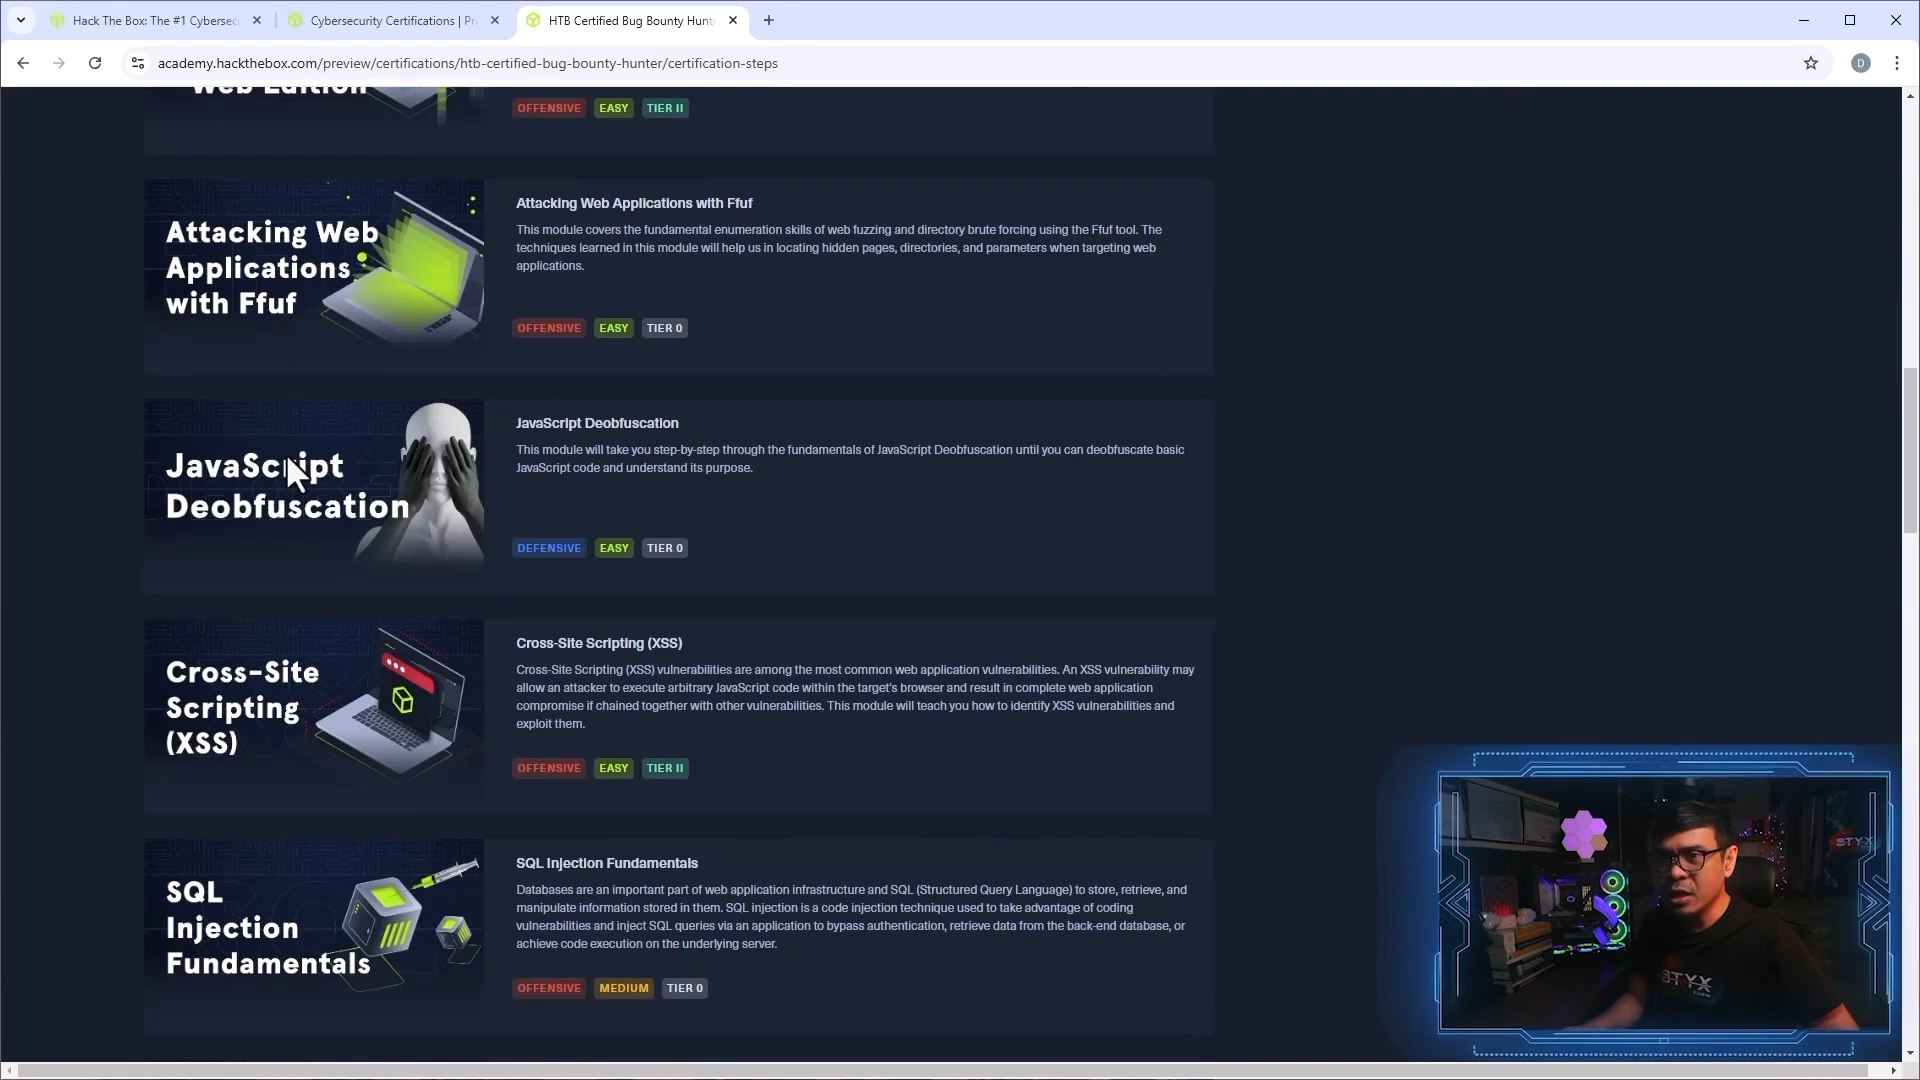 Hack The Box: The #1 Cybersec
Cybersecurity Certifications | Pr
HTB Certified Bug Bounty Hunt
academy.hackthebox.com/preview/certifications/htb-certified-bug-bounty-hunter/certification-steps
D
Web Edition
OFFENSIVE EASY TIER II
Attacking Web
Applications
with Ffuf
Attacking Web Applications with Ffuf
This module covers the fundamental enumeration skills of web fuzzing and directory brute forcing using the Ffuf tool. The
techniques learned in this module will help us in locating hidden pages, directories, and parameters when targeting web
applications.
OFFENSIVE EASY TIER 0
JavaScript
Deobfuscation
JavaScript Deobfuscation
This module will take you step-by-step through the fundamentals of JavaScript Deobfuscation until you can deobfuscate basic
JavaScript code and understand its purpose.
DEFENSIVE EASY TIER 0
Cross-Site
Scripting
(XSS)
Cross-Site Scripting (XSS)
Cross-Site Scripting (XSS) vulnerabilities are among the most common web application vulnerabilities. An XSS vulnerability may
allow an attacker to execute arbitrary JavaScript code within the target's browser and result in complete web application
compromise if chained together with other vulnerabilities. This module will teach you how to identify XSS vulnerabilities and
exploit them.
OFFENSIVE EASY TIER II
SQL
Injection
Fundamentals
SQL Injection Fundamentals
Databases are an important part of web application infrastructure and SQL (Structured Query Language) to store, retrieve, and
manipulate information stored in them. SQL injection is a code injection technique used to take advantage of coding
vulnerabilities and inject SQL queries via an application to bypass authentication, retrieve data from the back-end database, or
achieve code execution on the underlying server.
OFFENSIVE MEDIUM TIER 0
STYX
STYX